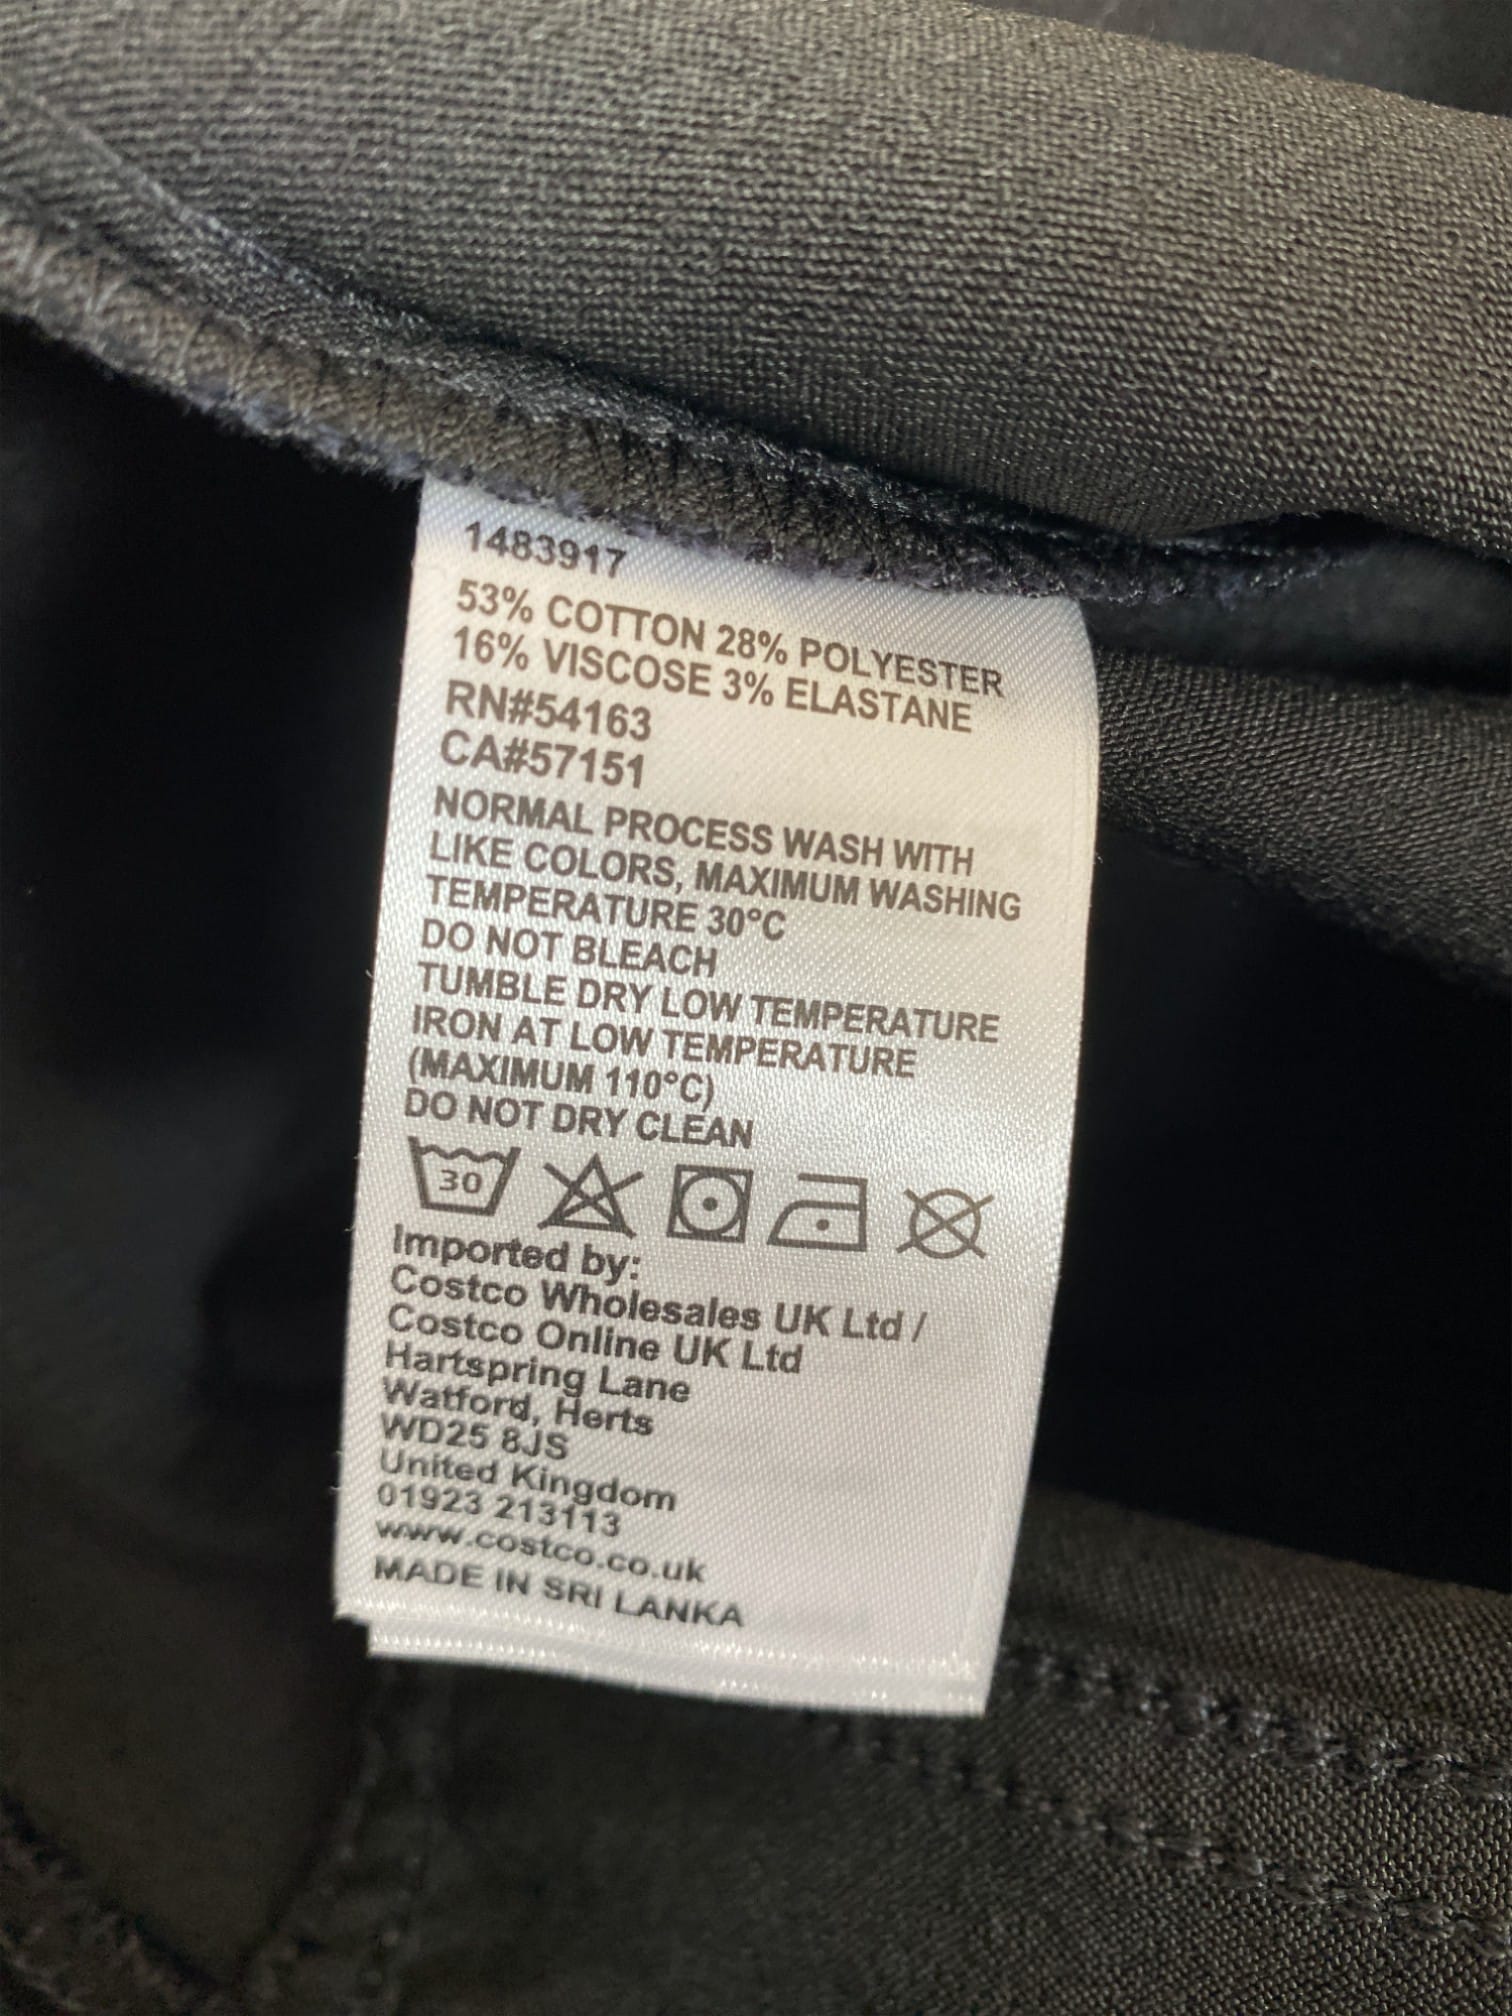 1483917
53% COTTON 28% POLYESTER
16% VISCOSE 3% ELASTANE
RN#54163
CA#57151
NORMAL PROCESS WASH WITH
LIKE COLORS, MAXIMUM WASHING
TEMPERATURE 30°C
DO NOT BLEACH
TUMBLE DRY LOW TEMPERATURE
IRON AT LOW TEMPERATURE
(MAXIMUM 110°C)
DO NOT DRY CLEAN
30
Imported by:
Costco Wholesales UK Ltd /
Costco Online UK Ltd
Hartspring Lane
Watford, Herts
WD25 8JS
United Kingdom
01923 213113
www.costco.co.uk
MADE IN SRI LANKA